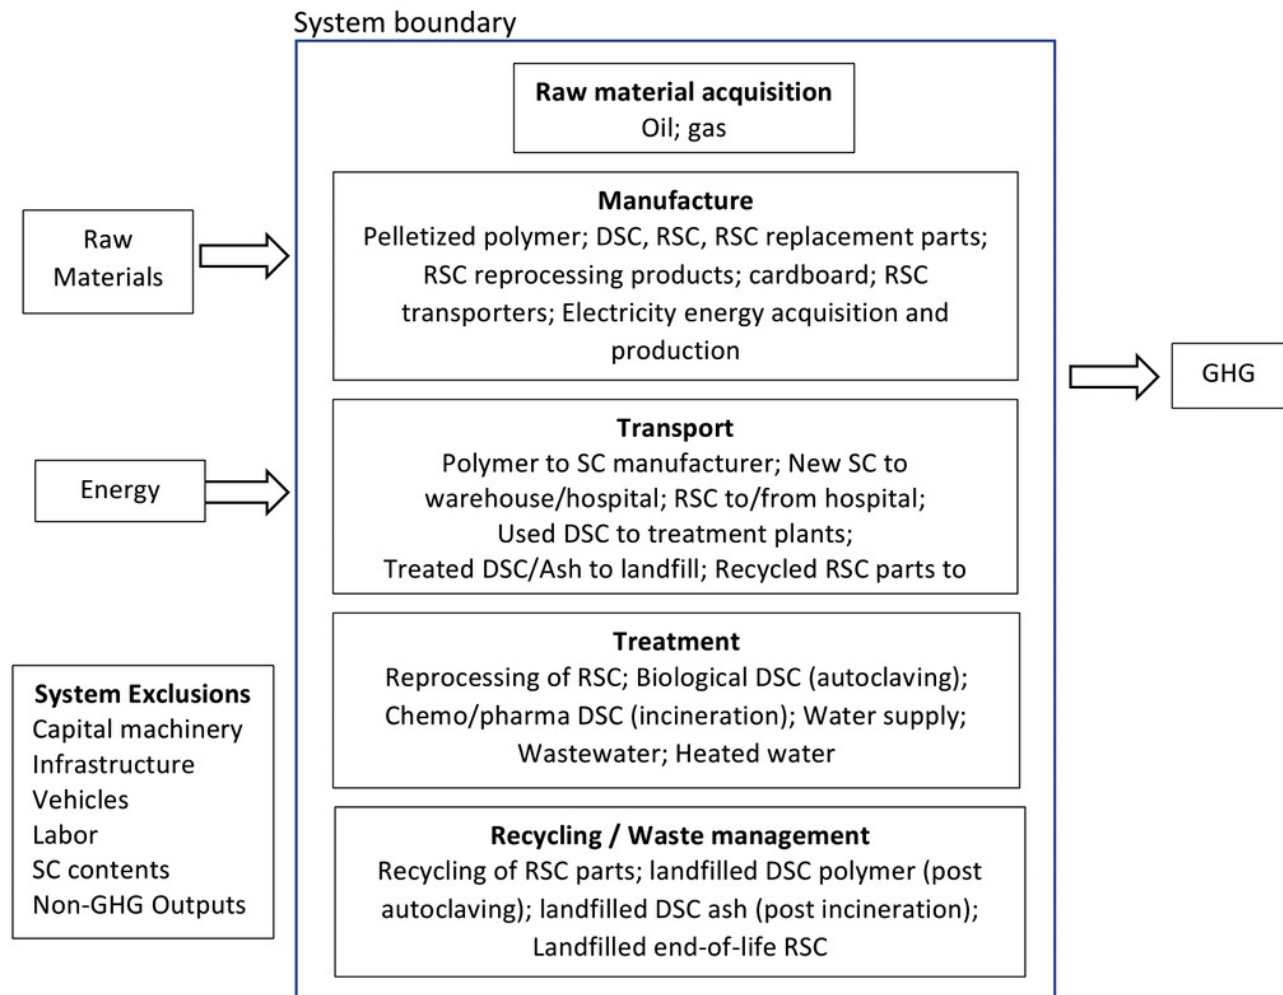 System boundary
Raw material acquisition
Oil; gas
Manufacture
Pelletized polymer; DSC, RSC, RSC replacement parts;
RSC reprocessing products; cardboard; RSC
transporters; Electricity energy acquisition and
production
Raw
Materials
GHG
Transport
Polymer to SC manufacturer; New SC to
warehouse/hospital; RSC to/from hospital;
Used DSC to treatment plants;
Treated DSC/Ash to landfill; Recycled RSC parts to
Energy
Treatment
Reprocessing of RSC; Biological DSC (autoclaving);
Chemo/pharma DSC (incineration); Water supply;
Wastewater; Heated water
System Exclusions
Capital machinery
Infrastructure
Vehicles
Labor
SC contents
Non-GHG Outputs
Recycling / Waste management
Recycling of RSC parts; landfilled DSC polymer (post
autoclaving); landfilled DSC ash (post incineration);
Landfilled end-of-life RSC